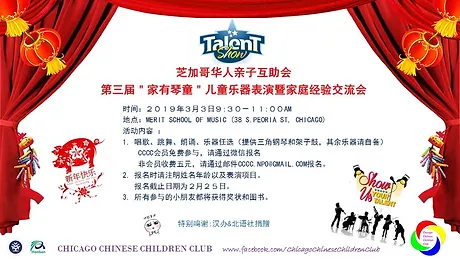 TaLenT
Show
芝加哥华人亲子互助会
第三届＂家有琴童＂儿童乐器表演暨家庭经验交流会
时间：2019年3月3日9:30-11:00AM
地点：MERIT SCHOOL OF MUSIC (38 S.PEORIA ST, CHICAGO)
活动内容：
1. 唱歌、跳舞、朗诵、乐器任选（提供三角钢琴和架子鼓，其余乐器请自备）
CCCC会员免费参与，请通过微信报名
非会员收费五元，请通过邮件CCCC.NPO@GMAIL.COM报名。
2. 报名时请注明姓名年龄以及表演项目。
报名截止日期为2月25日。
3. 所有参与的小朋友都将获得奖状和图书。
新年快乐
Show
Us
YOUR
TALENT
特别鸣谢:汉办&北语社捐赠
CHICAGO CHINESE CHILDREN CLUB
www.facebook.com/ChicagoChineseChildrenClub